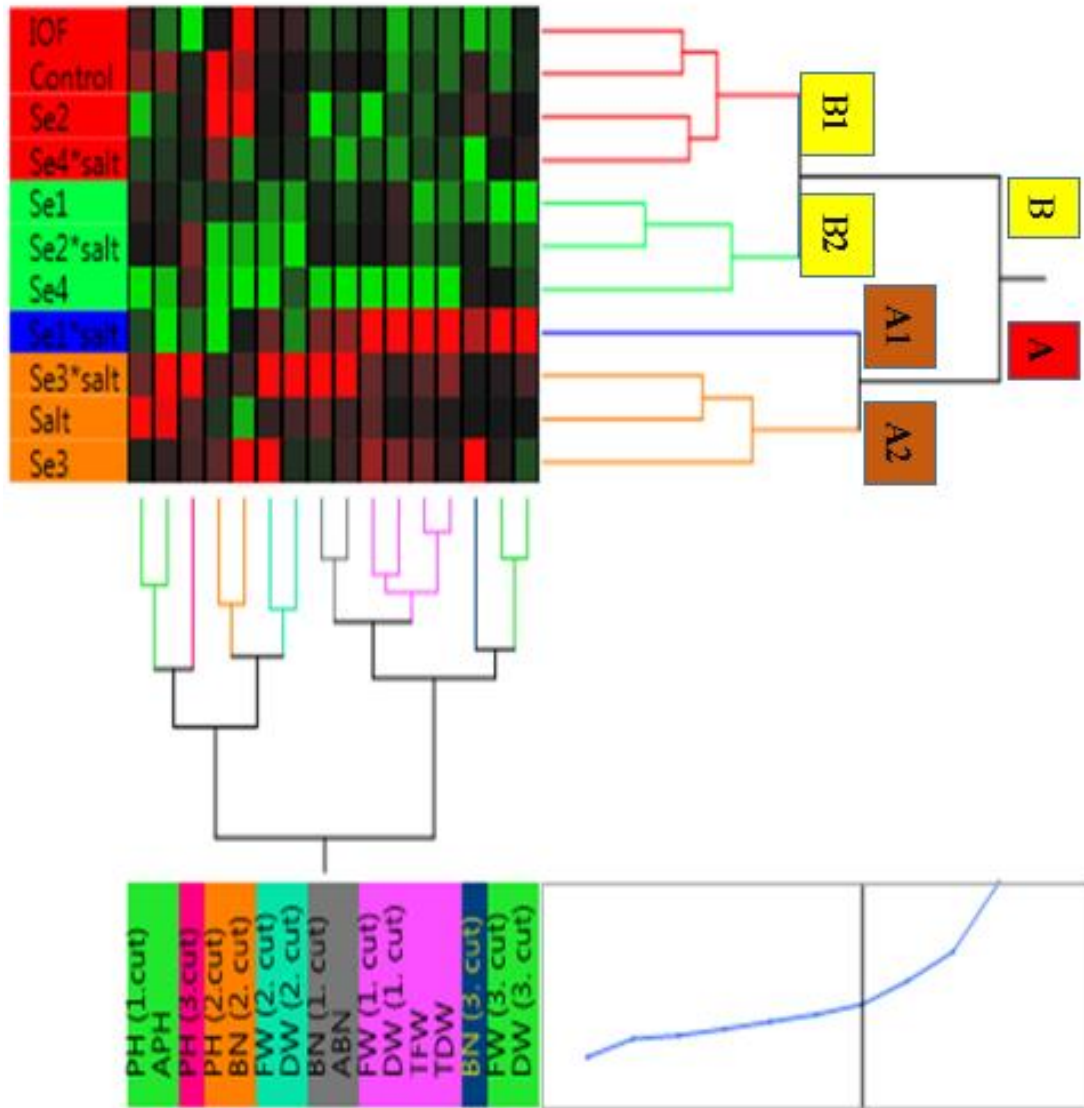 IOF
Control
Se2
Se4*salt
Se1
Se2*salt
Se4
Se1*salt
Se3*salt
Salt
Se3
B1
B2
B
A1
A
A2
PH (1.cut)
APH
PH (3.cut)
PH (2.cut)
BN (2. cut)
FW (2. cut)
DW (2. cut)
BN (1. cut)
ABN
FW (1. cut)
DW (1. cut)
TFW
TDW
BN (3. cut)
FW (3. cut)
DW (3. cut)